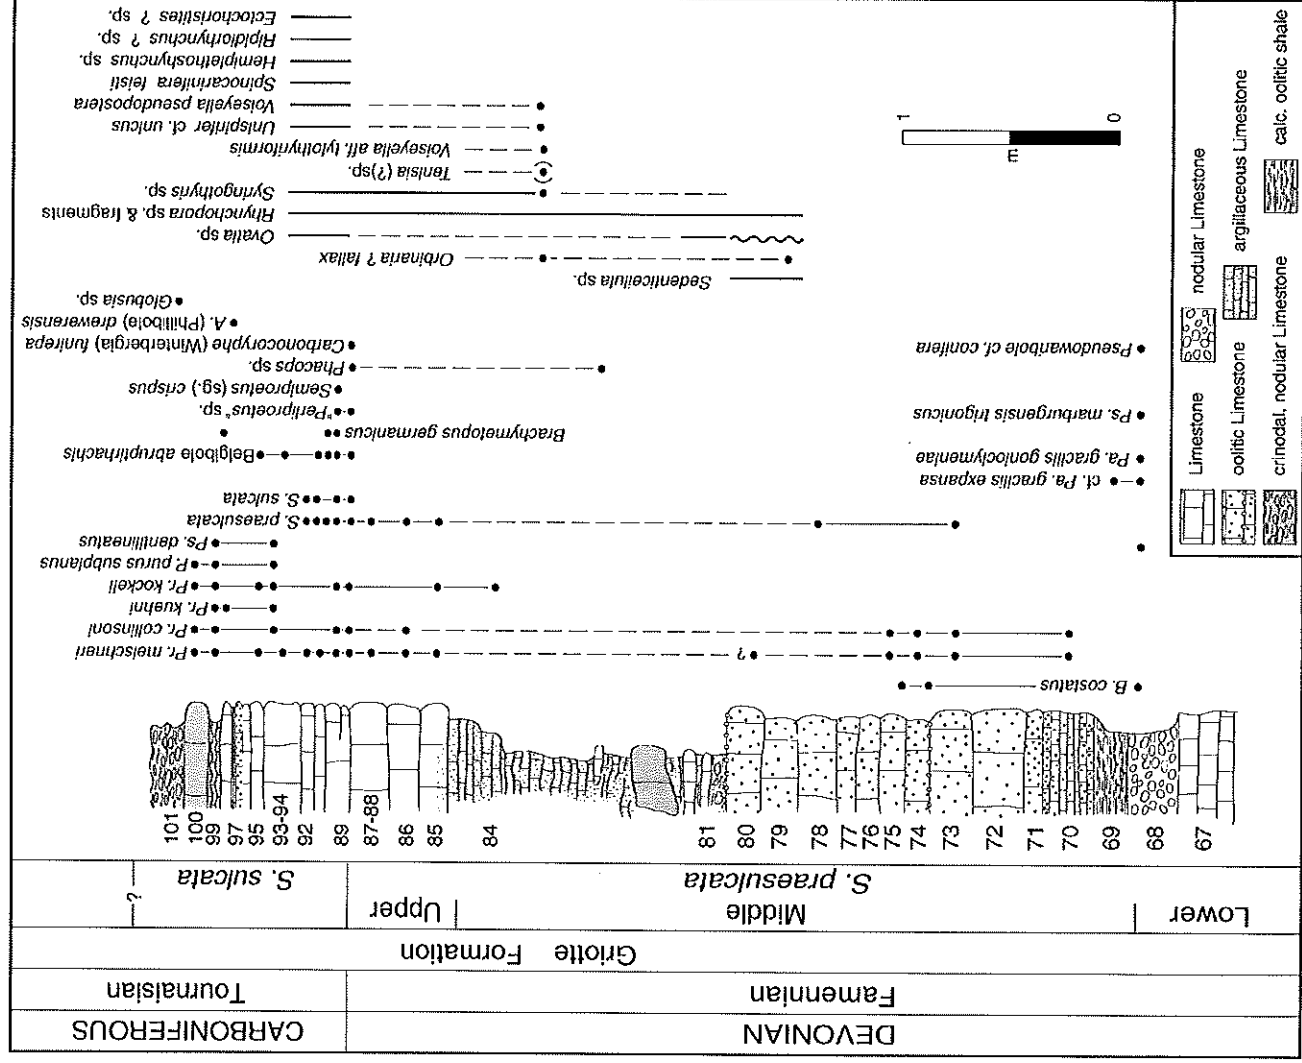 DEVONIAN
CARBONIFEROUS
Famennian
Tournaisian
Griotte Formation
Lower
Middle
Upper
S. praesulcata
S. sulcata
?
67
68
69
70
71
72
73
74
75
76
77
78
79
80
81
84
85
86
87-88
89
92
93-94
95
97
99
100
101
B. costatus
Pr. meischneri
?
Pr. collinsoni
Pr. kuehni
Pr. kockeli
P. purus subplanus
Ps. dentilineatus
S. praesulcata
S. sulcata
cf. Pa. gracilis expansa
Pa. gracilis gonioclymeniae
Ps. marburgensis trigonicus
Pseudowaribole cf. conifera
Belgibole abruptirhachis
Brachymetopus germanicus
"Perliproetus" sp.
Semiproetus (sg.) crispus
Phacops sp.
Carbonocoryphe (Winterbergia) funirepa
A. (Phillibole) drewerensis
Globusia sp.
Sedenticellula sp.
Orbinaria ? fallax
Ovatia sp.
Rhynchopora sp. & fragments
Syringothyris sp.
Tenisia (?)sp.
Voiseyella aff. tylothyriformis
Unispirifer cf. unicus
Voiseyella pseudopostera
Spinocarinifera feisti
Hemiplethoshynchus sp.
Ripidiorhynchus ? sp.
Ectochoristites ? sp.
0
m
1
Limestone
nodular Limestone
oolitic Limestone
argillaceous Limestone
crinodal, nodular Limestone
calc. oolitic shale